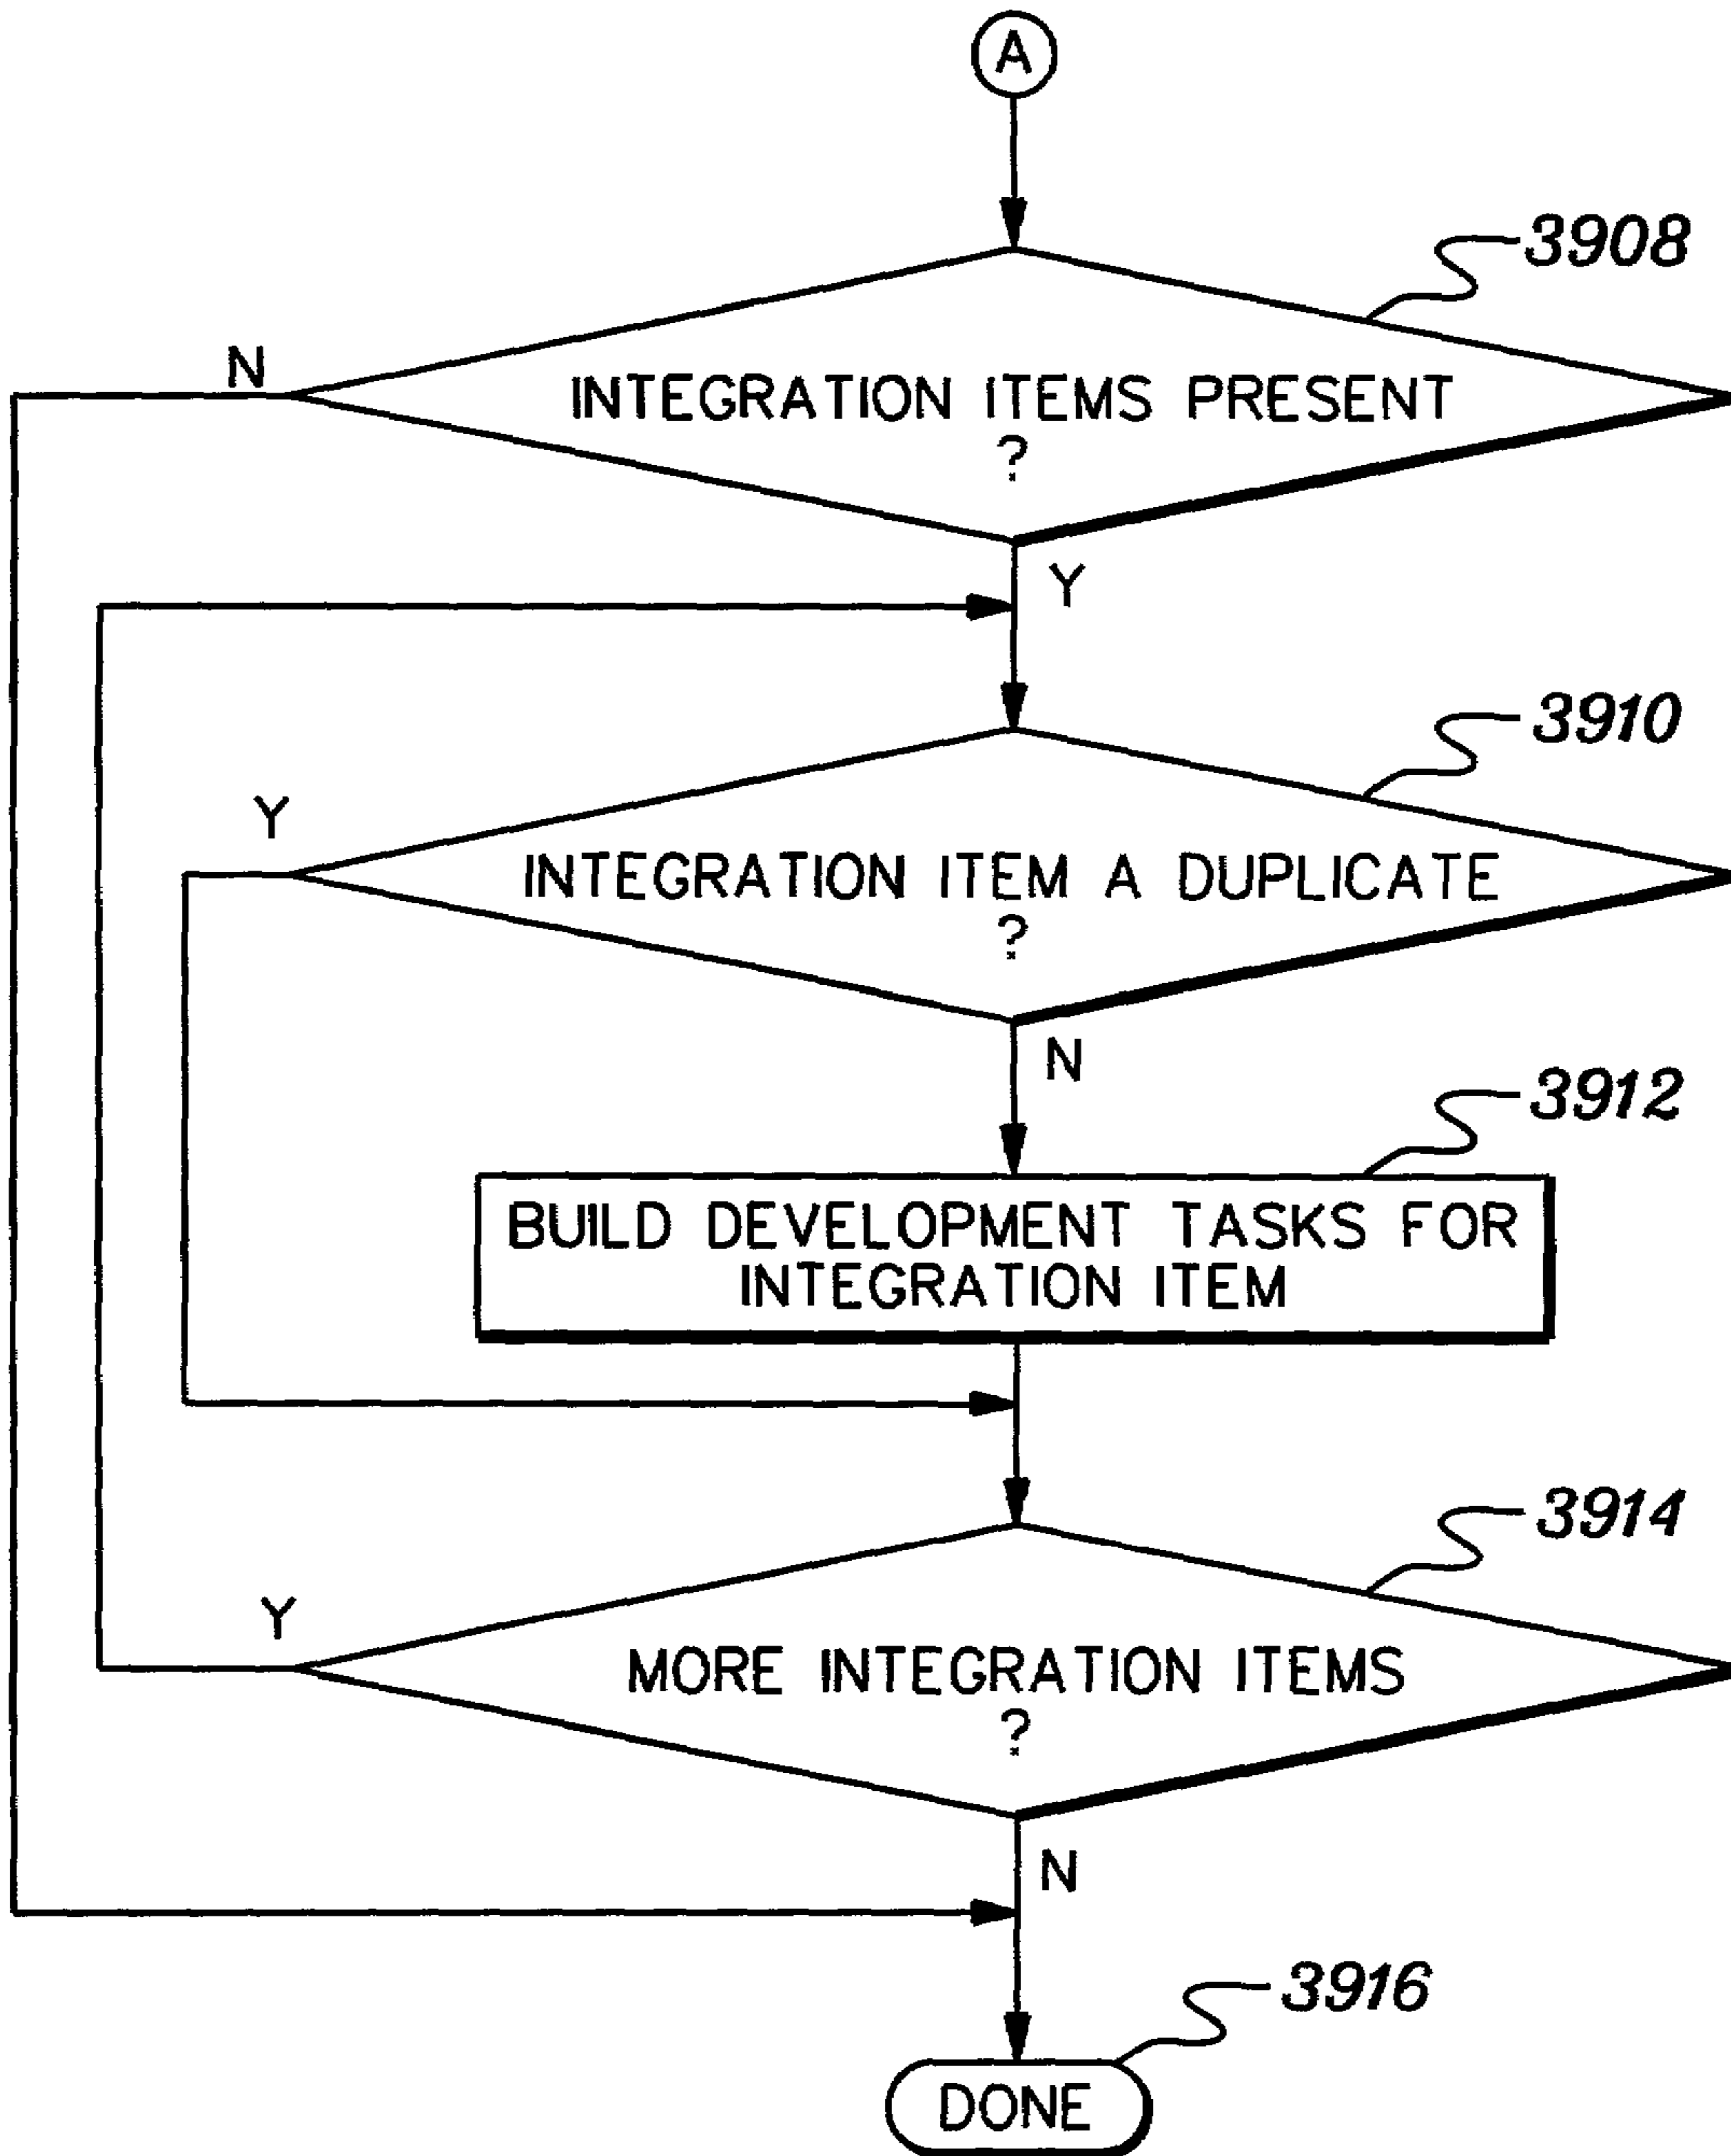 A
3908
N
INTEGRATION ITEMS PRESENT
?
Y
3910
Y
INTEGRATION ITEM A DUPLICATE
?
N
3912
BUILD DEVELOPMENT TASKS FOR
INTEGRATION ITEM
3914
Y
MORE INTEGRATION ITEMS
?
N
3916
DONE